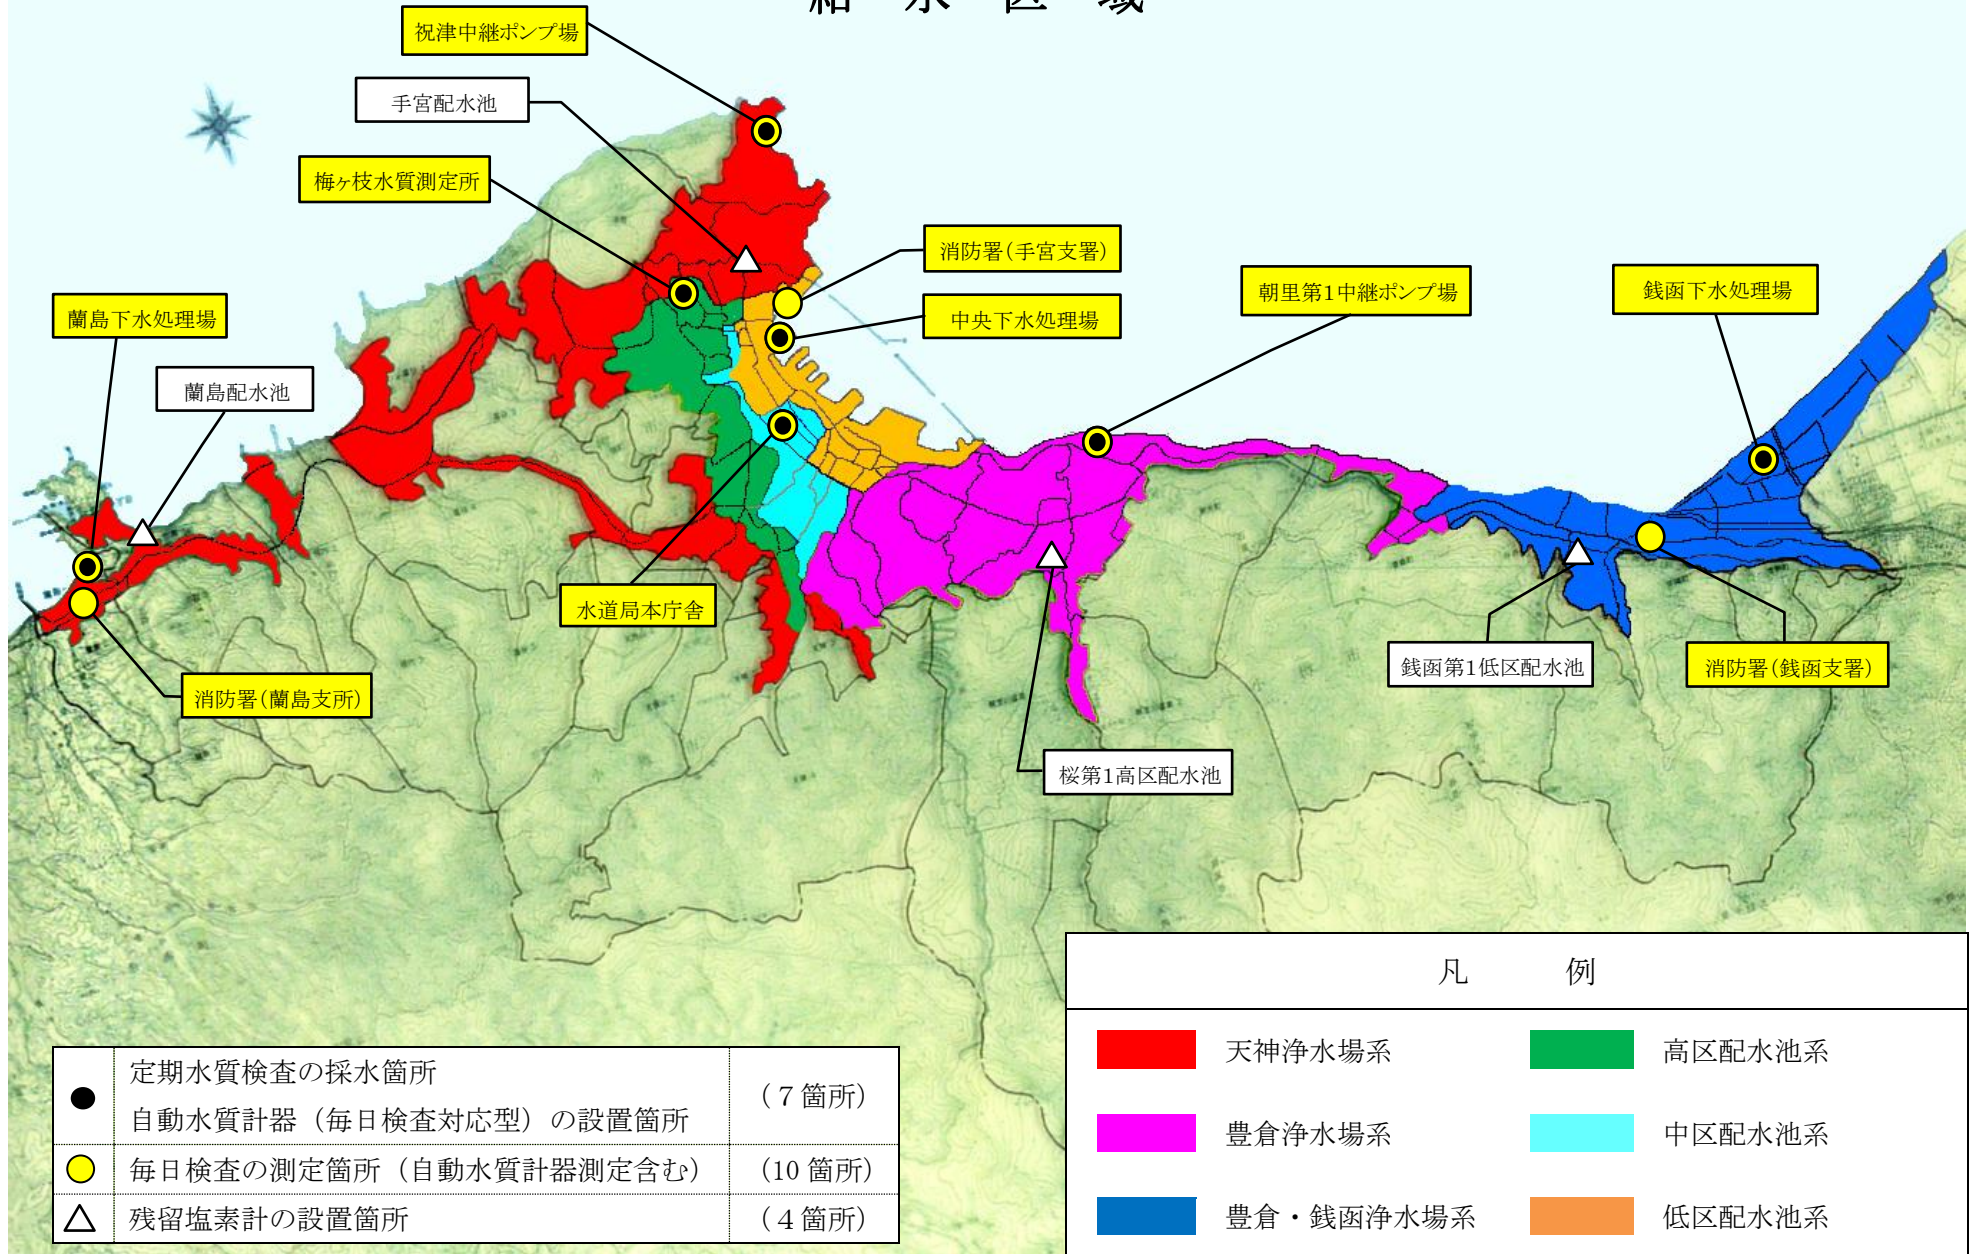 給水区域
祝津中継ポンプ場
手宮配水池
梅ヶ枝水質測定所
消防署(手宮支署)
中央下水処理場
朝里第1中継ポンプ場
銭函下水処理場
蘭島下水処理場
蘭島配水池
水道局本庁舎
消防署(蘭島支所)
銭函第1低区配水池
消防署(銭函支署)
桜第1高区配水池
凡例
天神浄水場系
高区配水池系
豊倉浄水場系
中区配水池系
豊倉・銭函浄水場系
低区配水池系
定期水質検査の採水箇所
自動水質計器（毎日検査対応型）の設置箇所
（７箇所）
毎日検査の測定箇所（自動水質計器測定含む）
（10 箇所）
残留塩素計の設置箇所
（４箇所）